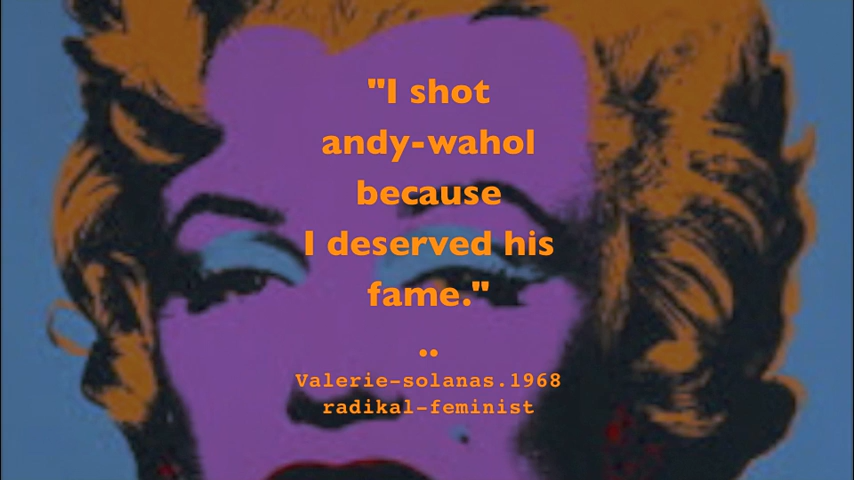 "I shot
andy-wahol
because
I deserved his
fame."
..
Valerie-solanas.1968
radikal-feminist